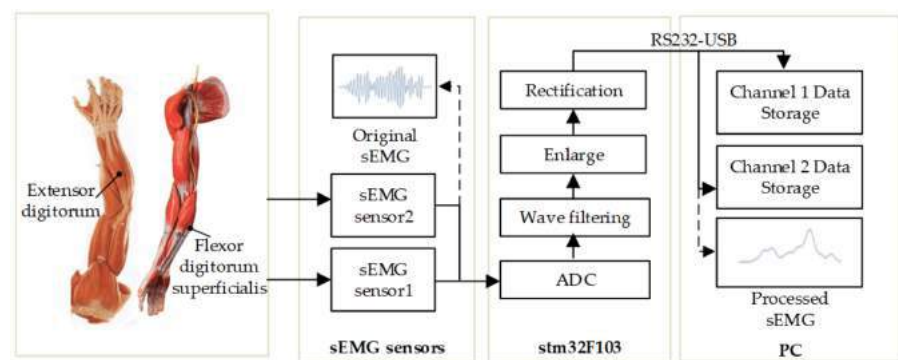 Extensor
digitorum
Flexor
digitorum
superficialis
Original
sEMG
sEMG
sensor2
sEMG
sensor1
sEMG sensors
Rectification
Enlarge
Wave filtering
ADC
stm32F103
RS232-USB
Channel 1 Data
Storage
Channel 2 Data
Storage
Processed
sEMG
PC